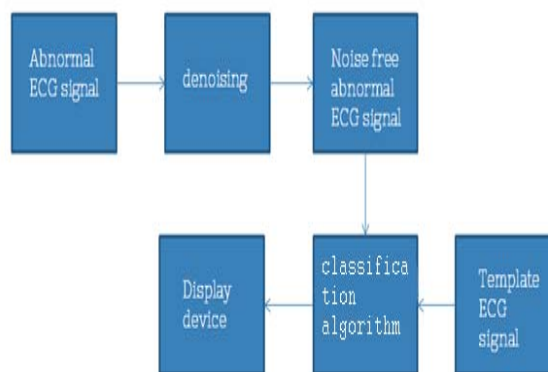 Abnormal
ECG signal
denoising
Noise free
abnormal
ECG signal
Display
device
classifica
tion
algorithm
Template
ECG
signal